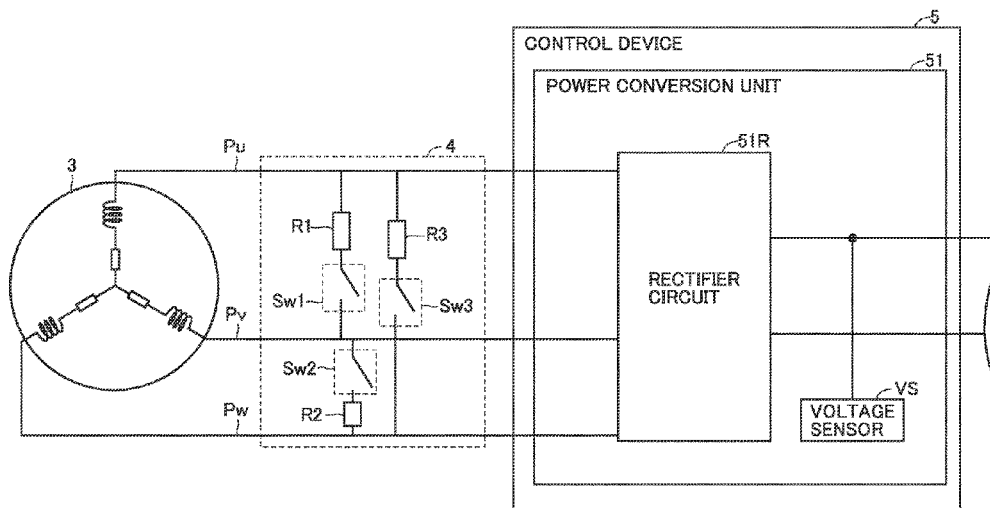 5
CONTROL DEVICE
51
POWER CONVERSION UNIT
Pu
4
51R
3
R1
R3
RECTIFIER
CIRCUIT
Sw1
Sw3
Pv
Sw2
R2
Pw
VS
VOLTAGE
SENSOR